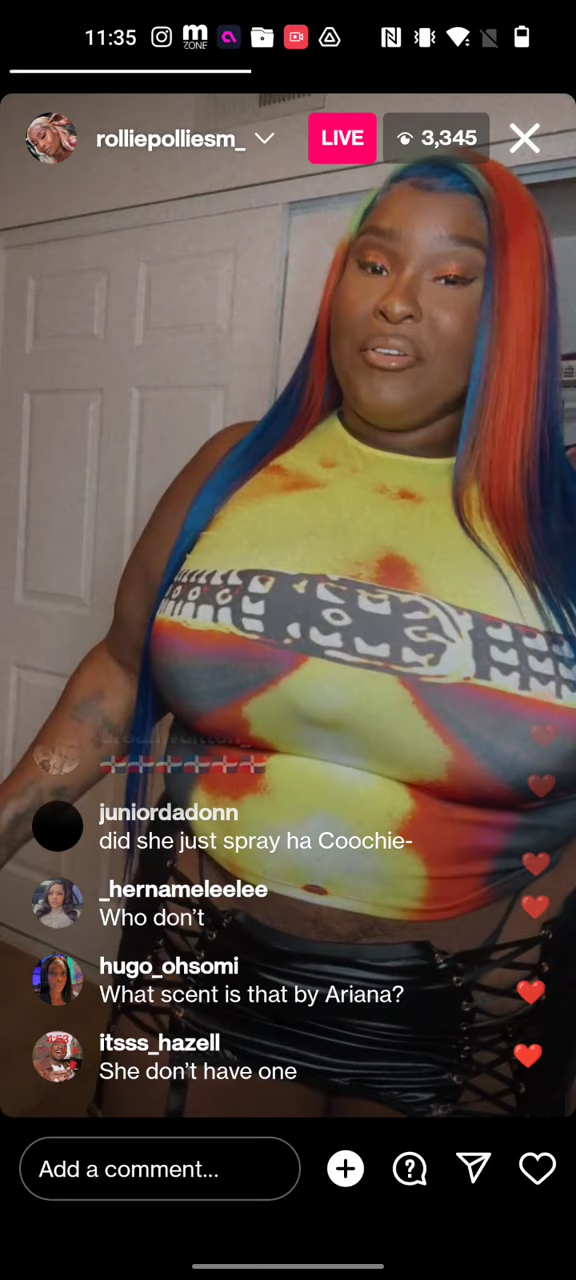 11:35
m
ZONE
rolliepolliesm_
LIVE
3,345
🇩🇴🇩🇴🇩🇴🇩🇴🇩🇴🇩🇴
juniordadonn
did she just spray ha Coochie-
_hernameleelee
Who don't
hugo_ohsomi
What scent is that by Ariana?
itsss_hazell
She don't have one
Add a comment...